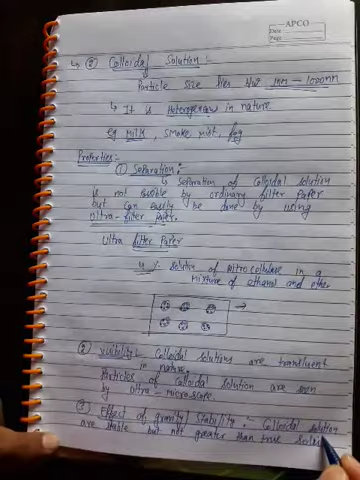 APCO
Date
Page
② Colloidal Solution :-
Particle size lies btw 1nm - 1000nm
↳ It is Heterogenous in nature
eg Milk, smoke mist, fog
Properties :-
① Separation :-
↳ Separation of colloidal solution
is not possible by ordinary filter paper
but can easily be done by using
ultra-filter paper.
Ultra filter paper
4% solution of nitrocellulose in a
mixture of ethanol and ether
② Visibility Colloidal solutions are translucent
in nature.
Particles of colloidal solution are seen
by ultra-microscope.
③ Effect of gravity/ Stability :- Colloidal solution
are stable but not greater than true